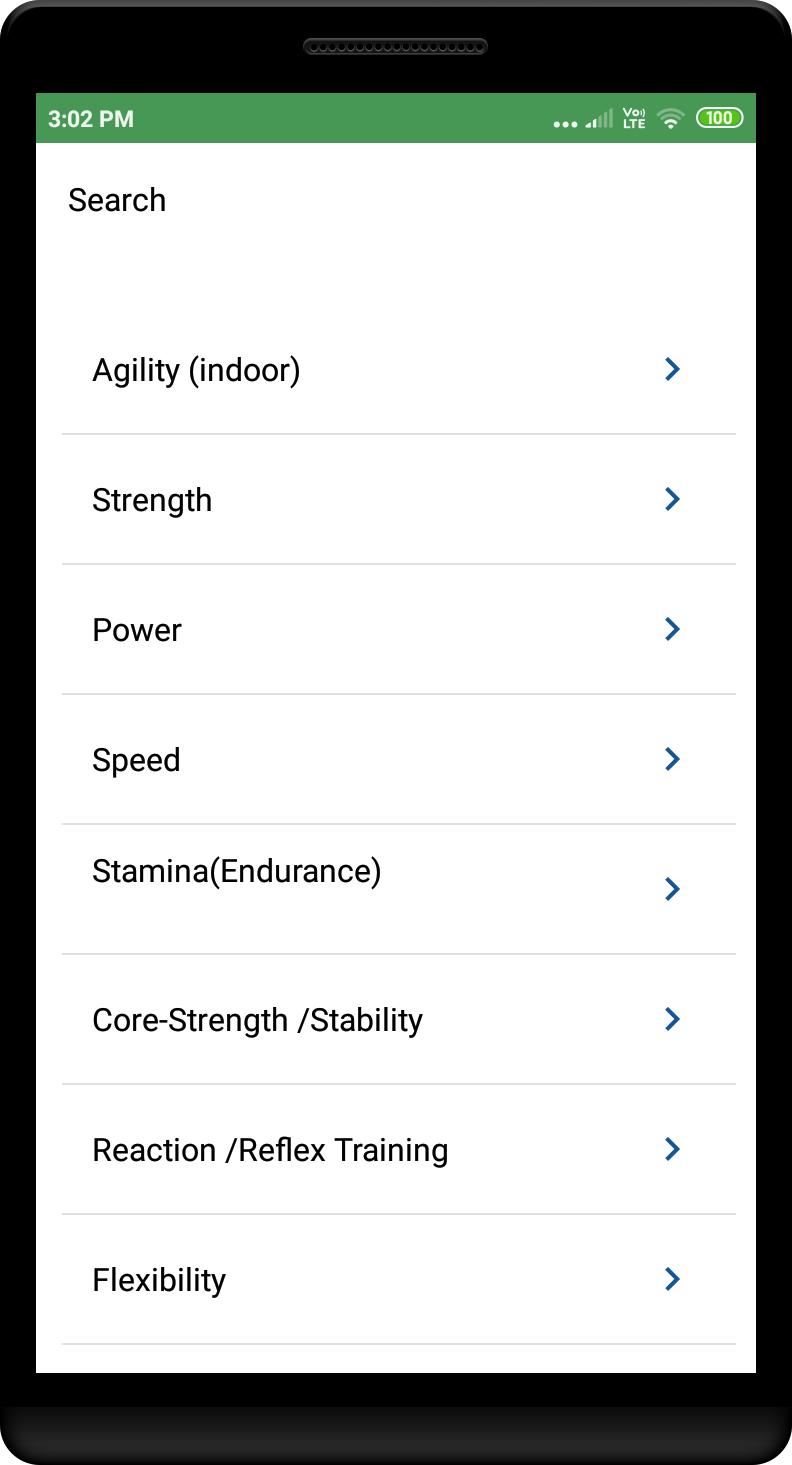 3:02 PM
Vo))
LTE
100
Search
Agility (indoor)
Strength
Power
Speed
Stamina(Endurance)
Core-Strength /Stability
Reaction /Reflex Training
Flexibility